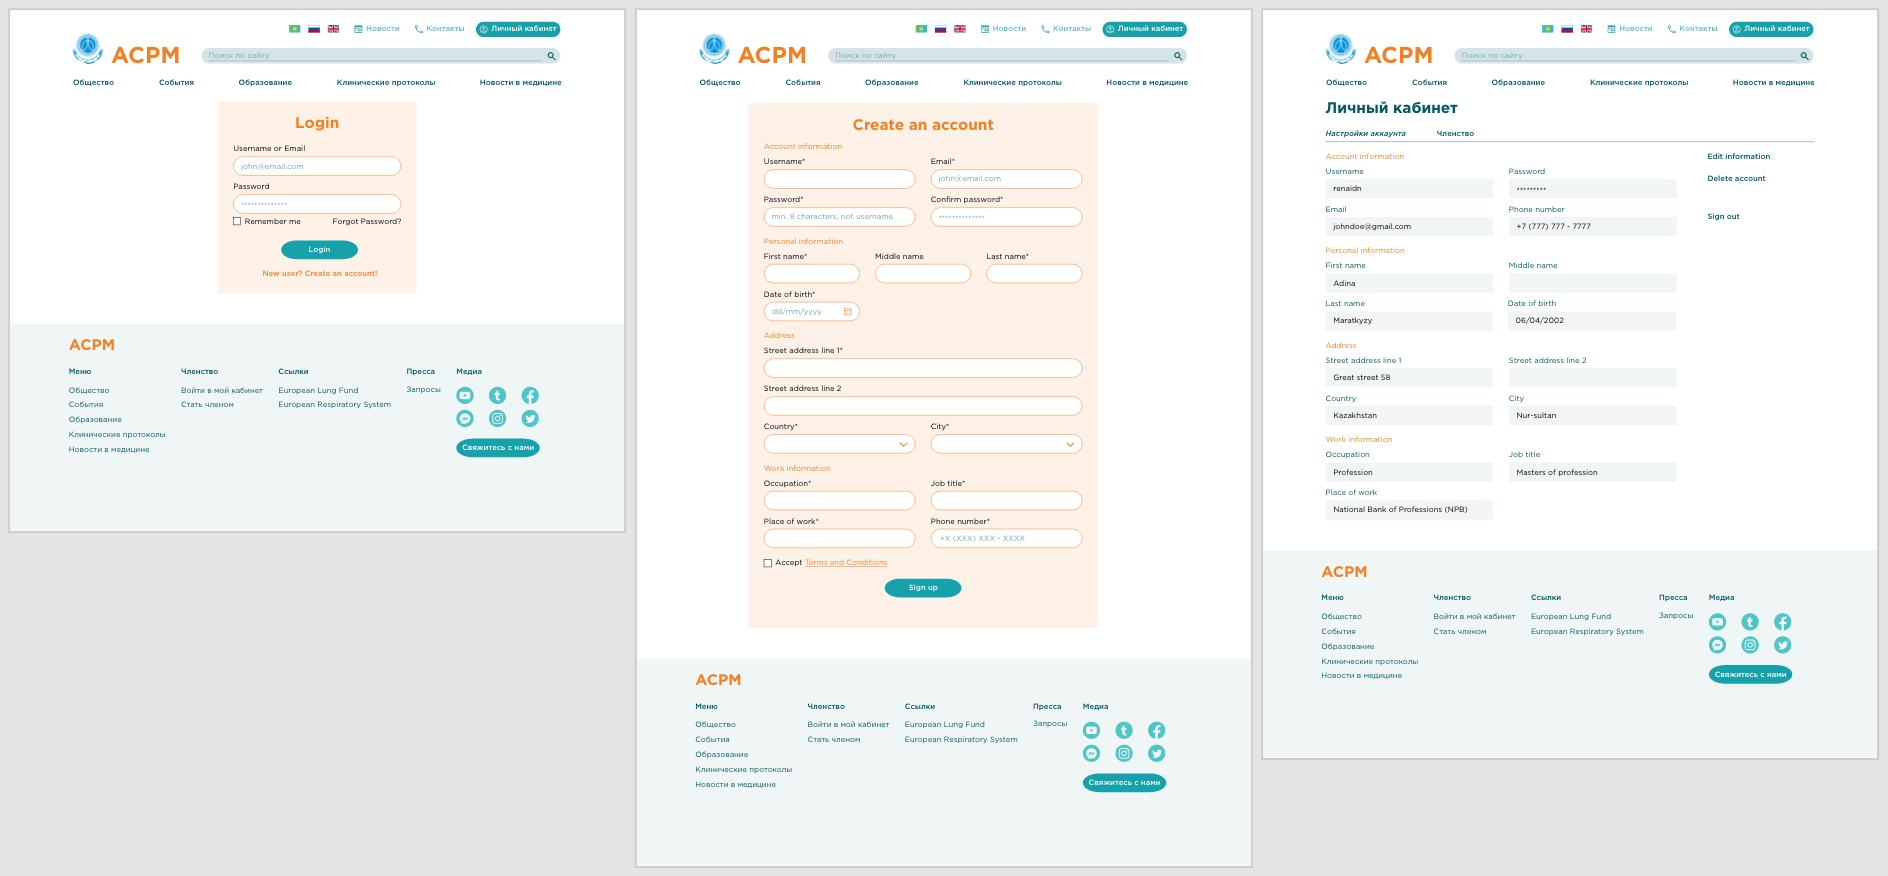 Новости Контакты Личный кабинет
АСРМ Поиск по сайту
Общество События Образование Клинические протоколы Новости в медицине
Login
Username or Email
john@email.com
Password
••••••••••••••
Remember me Forgot Password?
Login
New user? Create an account!
АСРМ
Меню Членство Ссылки Пресса Медиа
Общество Войти в мой кабинет European Lung Fund Запросы
События Стать членом European Respiratory System
Образование
Клинические протоколы
Новости в медицине
Свяжитесь с нами
Новости Контакты Личный кабинет
АСРМ Поиск по сайту
Общество События Образование Клинические протоколы Новости в медицине
Create an account
Account information
Username* Email*
john@email.com
Password* Confirm password*
min. 8 characters, not username ••••••••••••••
Personal information
First name* Middle name Last name*
Date of birth*
dd/mm/yyyy
Address
Street address line 1*
Street address line 2
Country* City*
Work information
Occupation* Job title*
Place of work* Phone number*
+X (XXX) XXX - XXXX
Accept Terms and Conditions
Sign up
АСРМ
Меню Членство Ссылки Пресса Медиа
Общество Войти в мой кабинет European Lung Fund Запросы
События Стать членом European Respiratory System
Образование
Клинические протоколы
Новости в медицине
Свяжитесь с нами
Новости Контакты Личный кабинет
АСРМ Поиск по сайту
Общество События Образование Клинические протоколы Новости в медицине
Личный кабинет
Настройки аккаунта Членство
Account information Edit information
Username Password
Delete account
renaidn •••••••••
Email Phone number
Sign out
johndoe@gmail.com +7 (777) 777 - 7777
Personal information
First name Middle name
Adina
Last name Date of birth
Maratkyzy 06/04/2002
Address
Street address line 1 Street address line 2
Great street 58
Country City
Kazakhstan Nur-sultan
Work information
Occupation Job title
Profession Masters of profession
Place of work
National Bank of Professions (NPB)
АСРМ
Меню Членство Ссылки Пресса Медиа
Общество Войти в мой кабинет European Lung Fund Запросы
События Стать членом European Respiratory System
Образование
Клинические протоколы
Новости в медицине
Свяжитесь с нами